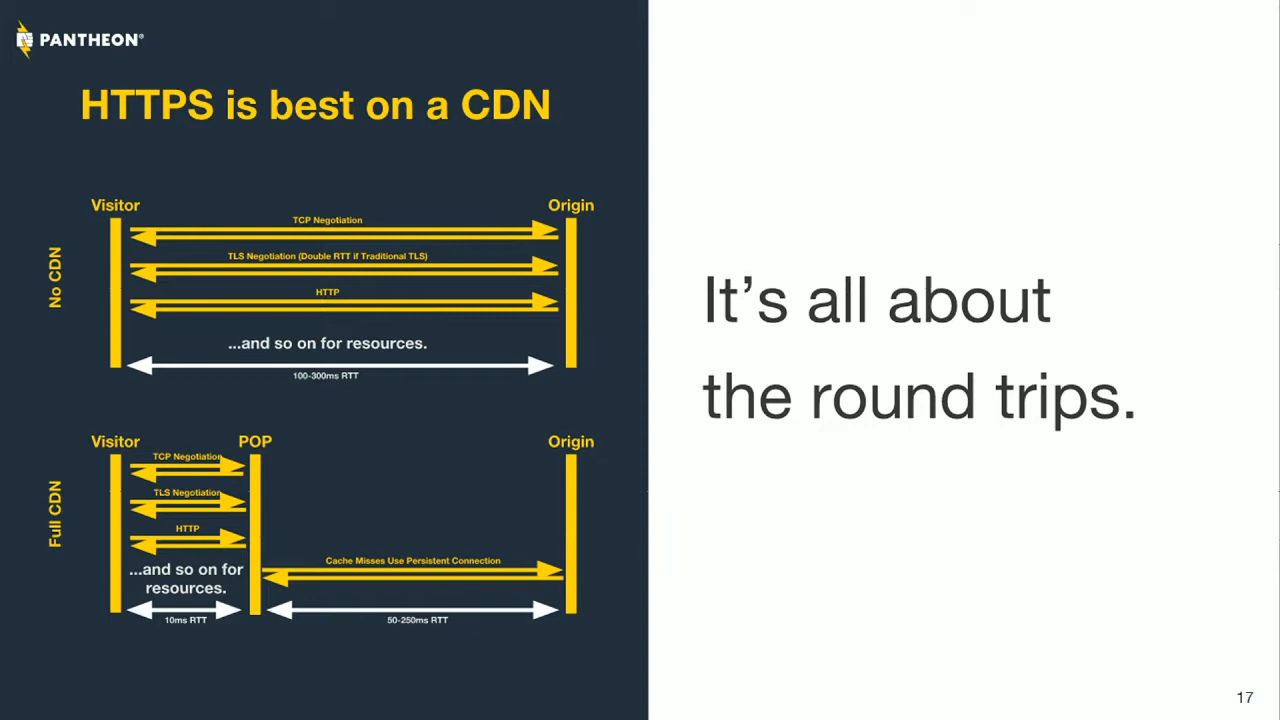 PANTHEON®
HTTPS is best on a CDN
No CDN
Visitor
Origin
TCP Negotiation
TLS Negotiation (Double RTT if Traditional TLS)
HTTP
...and so on for resources.
100-300ms RTT
Full CDN
Visitor
POP
Origin
TCP Negotiation
TLS Negotiation
HTTP
...and so on for
resources.
Cache Misses Use Persistent Connection
10ms RTT
50-250ms RTT
It’s all about
the round trips.
17